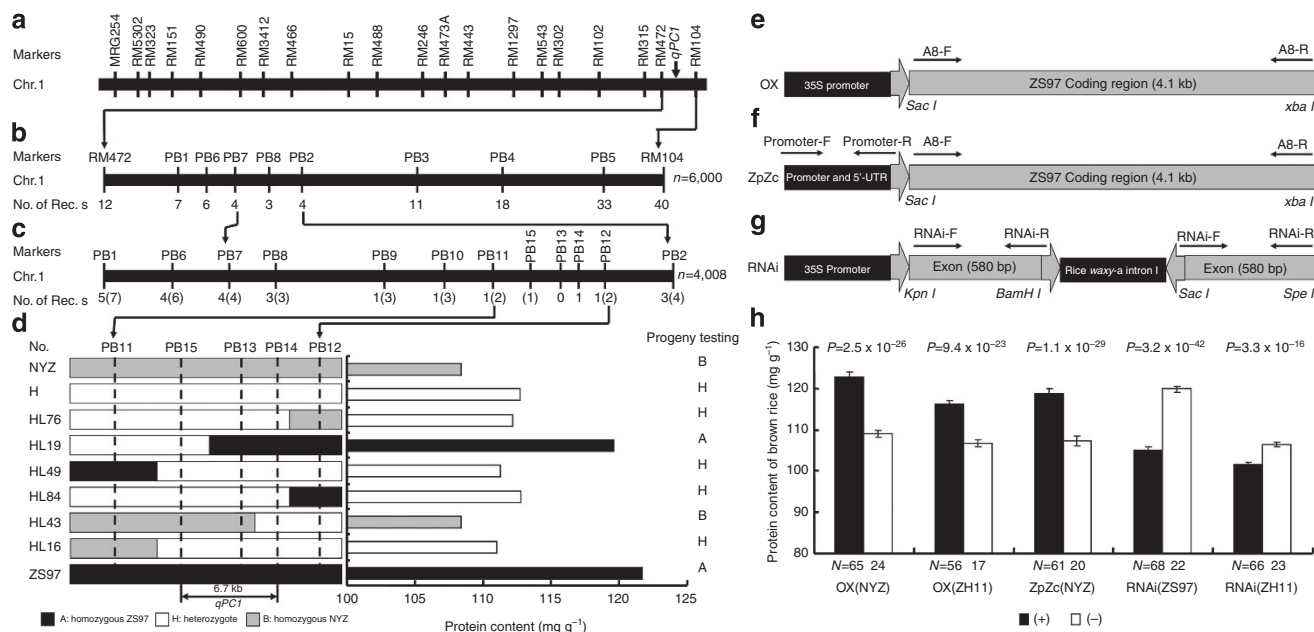 a
Markers
MRG254 RM5302 RM323 RM151 RM490 RM600 RM3412 RM466 RM15 RM488 RM246 RM473A RM443 RM1297 RM543 RM302 RM102 RM315 RM472 qPC1 RM104
Chr.1
b
Markers RM472 PB1 PB6 PB7 PB8 PB2 PB3 PB4 PB5 RM104
Chr.1 n=6,000
No. of Rec. s 12 7 6 4 3 4 11 18 33 40
c
Markers PB1 PB6 PB7 PB8 PB9 PB10 PB11 PB15 PB13 PB14 PB12 PB2
Chr.1 n=4,008
No. of Rec. s 5(7) 4(6) 4(4) 3(3) 1(3) 1(3) 1(2) (1) 0 1 1(2) 3(4)
d
No. PB11 PB15 PB13 PB14 PB12 Progeny testing
NYZ B
H H
HL76 H
HL19 A
HL49 H
HL84 H
HL43 B
HL16 H
ZS97 A
6.7 kb
qPC1
100 105 110 115 120 125
Protein content (mg g⁻¹)
A: homozygous ZS97 H: heterozygote B: homozygous NYZ
e
A8-F A8-R
OX 35S promoter ZS97 Coding region (4.1 kb)
Sac I xba I
f
Promoter-F Promoter-R A8-F A8-R
ZpZc Promoter and 5'-UTR ZS97 Coding region (4.1 kb)
Sac I xba I
g
RNAi-F RNAi-R RNAi-F RNAi-R
RNAi 35S Promoter Exon (580 bp) Rice waxy-a intron I Exon (580 bp)
Kpn I BamH I Sac I Spe I
h
Protein content of brown rice (mg g⁻¹)
130
120
110
100
90
80
P=2.5 x 10⁻²⁶ P=9.4 x 10⁻²³ P=1.1 x 10⁻²⁹ P=3.2 x 10⁻⁴² P=3.3 x 10⁻¹⁶
N=65 24 N=56 17 N=61 20 N=68 22 N=66 23
OX(NYZ) OX(ZH11) ZpZc(NYZ) RNAi(ZS97) RNAi(ZH11)
(+) (–)